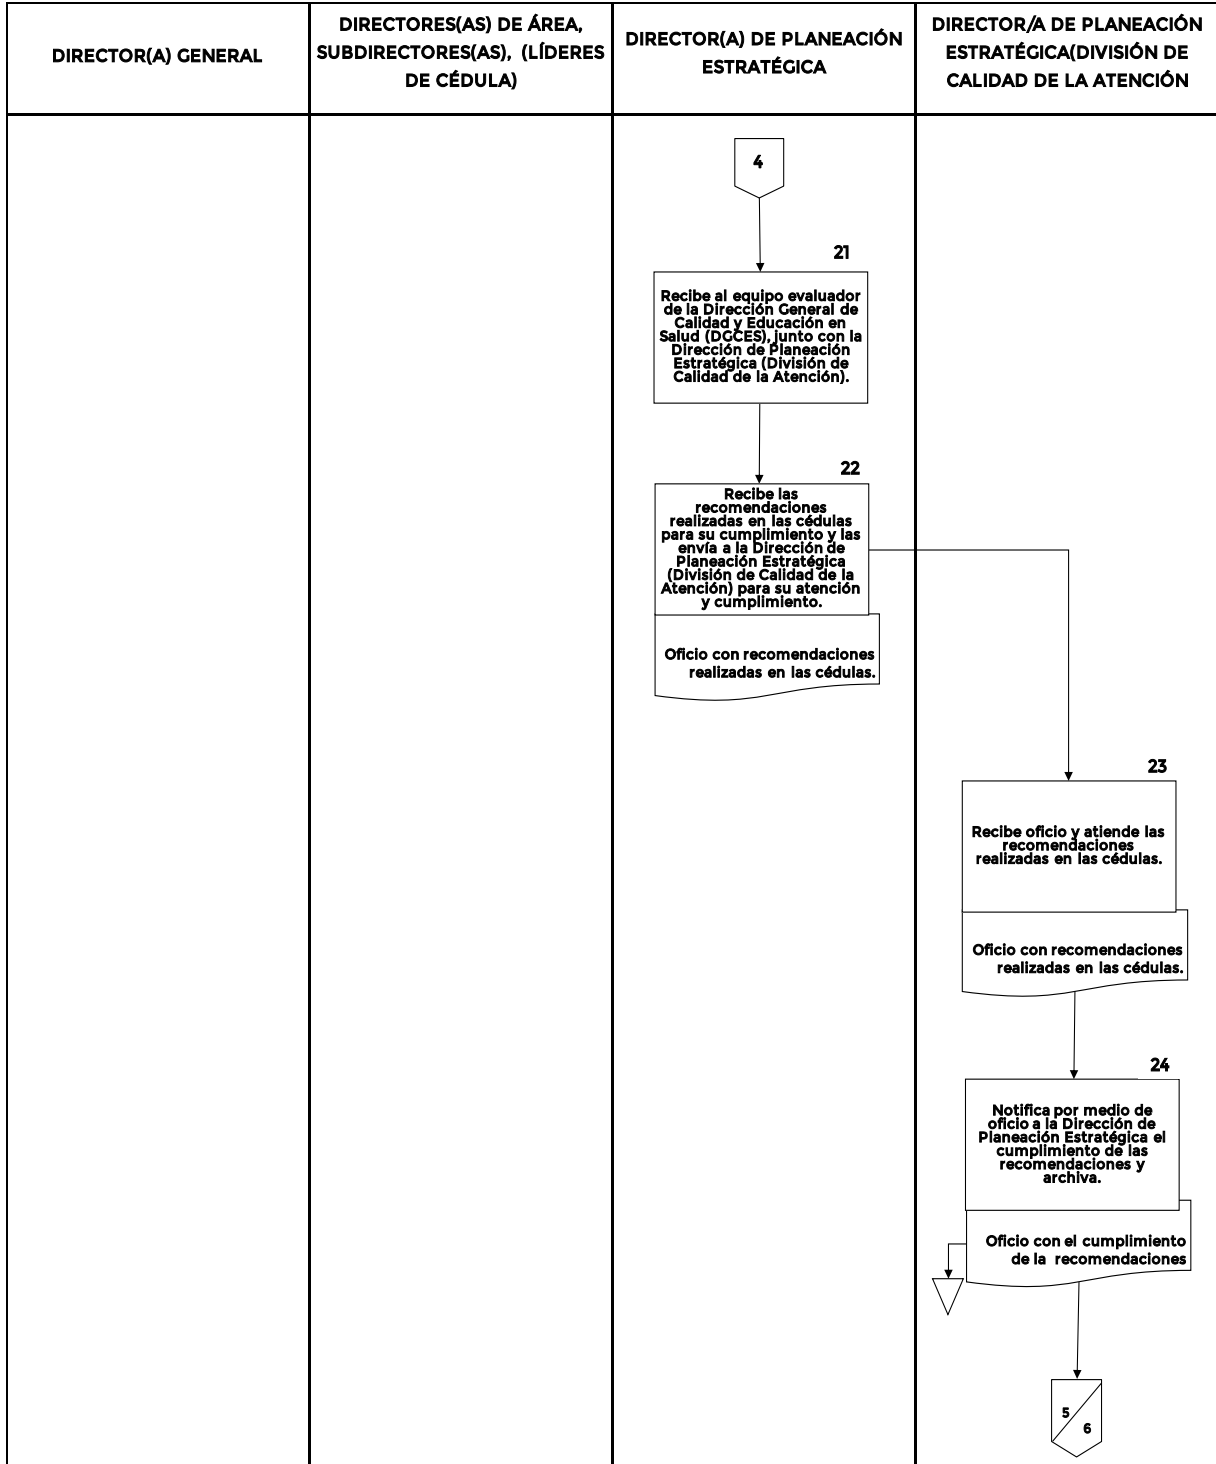 DIRECTOR(A) GENERAL
DIRECTORES(AS) DE ÁREA,
SUBDIRECTORES(AS), (LÍDERES
DE CÉDULA)
DIRECTOR(A) DE PLANEACIÓN
ESTRATÉGICA
DIRECTOR/A DE PLANEACIÓN
ESTRATÉGICA(DIVISIÓN DE
CALIDAD DE LA ATENCIÓN
4
21
Recibe al equipo evaluador
de la Dirección General de
Calidad y Educación en
Salud (DGCES), junto con la
Dirección de Planeación
Estratégica (División de
Calidad de la Atención).
22
Recibe las
recomendaciones
realizadas en las cédulas
para su cumplimiento y las
envía a la Dirección de
Planeación Estratégica
(División de Calidad de la
Atención) para su atención
y cumplimiento.
Oficio con recomendaciones
realizadas en las cédulas.
23
Recibe oficio y atiende las
recomendaciones
realizadas en las cédulas.
Oficio con recomendaciones
realizadas en las cédulas.
24
Notifica por medio de
oficio a la Dirección de
Planeación Estratégica el
cumplimiento de las
recomendaciones y
archiva.
Oficio con el cumplimiento
de la recomendaciones
5
6